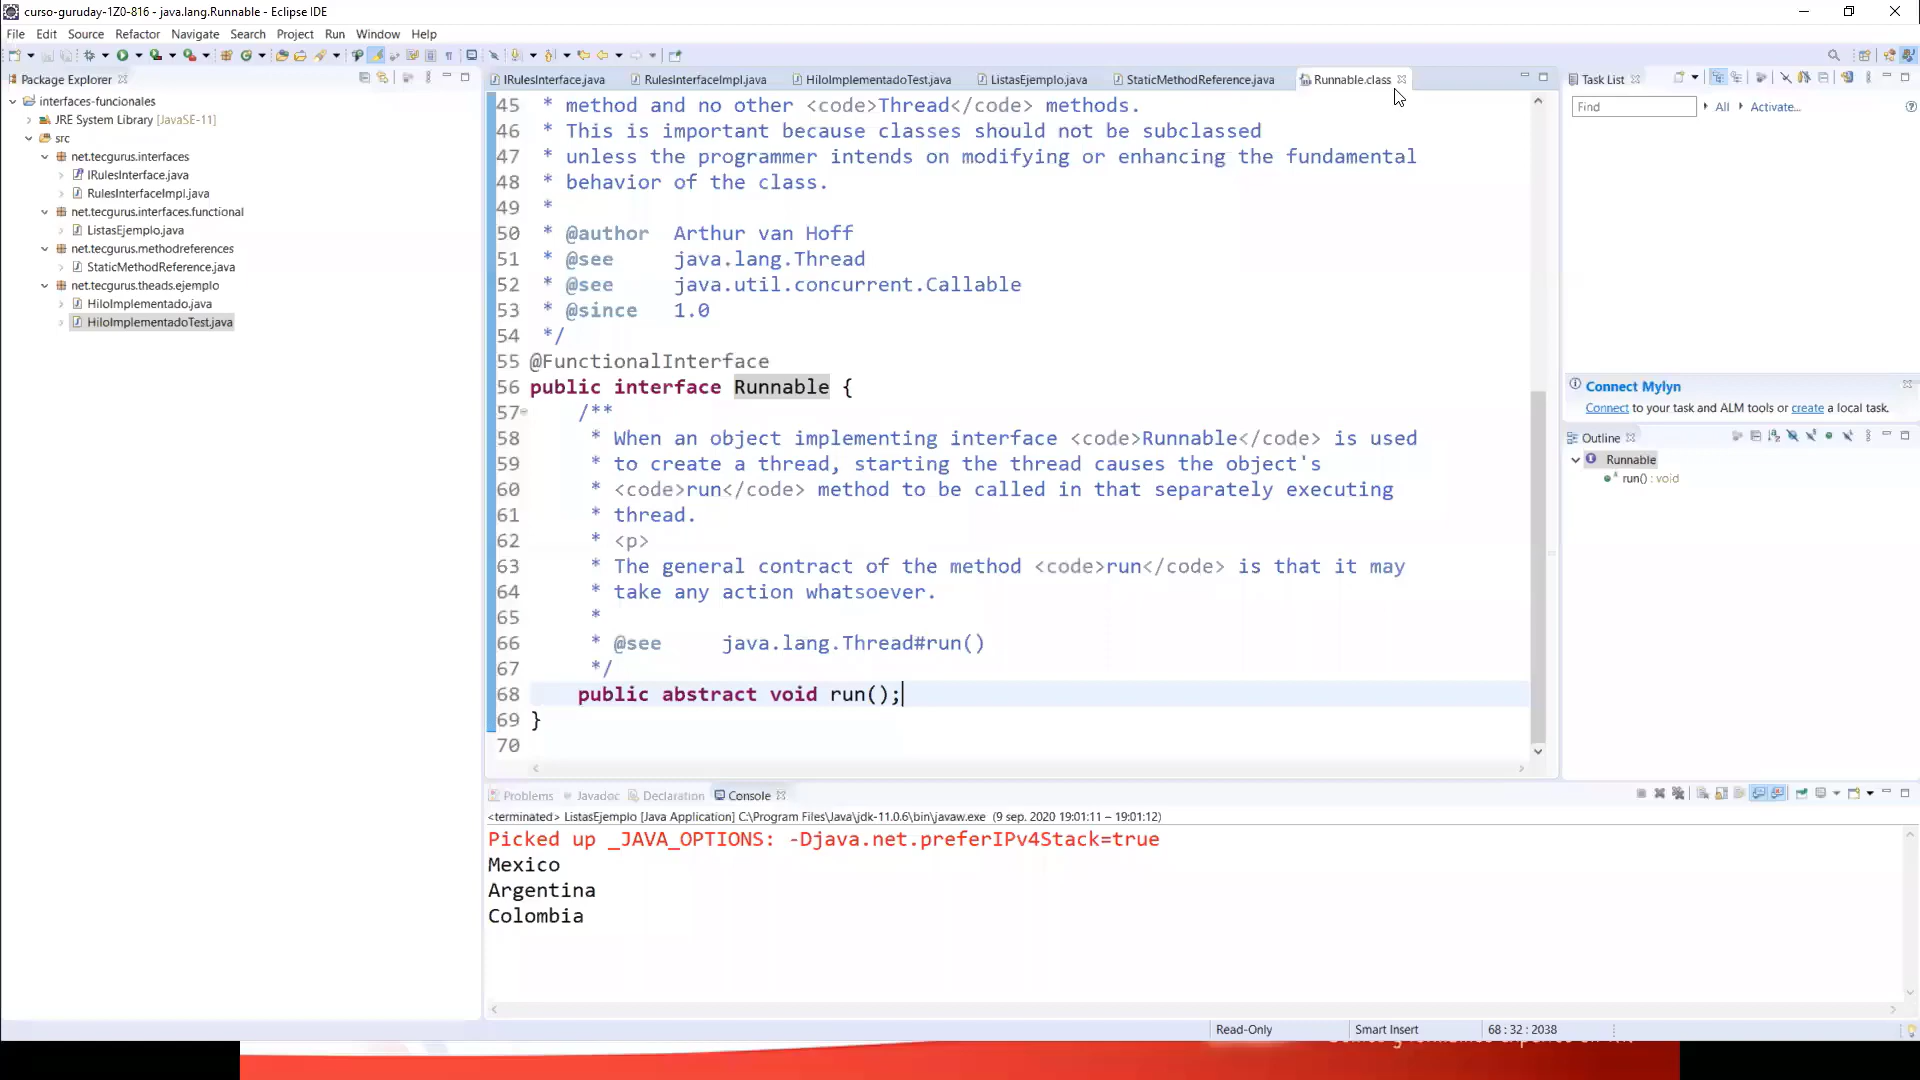 curso-guruday-1Z0-816 - java.lang.Runnable - Eclipse IDE
File Edit Source Refactor Navigate Search Project Run Window Help
Package Explorer
interfaces-funcionales
JRE System Library [JavaSE-11]
src
net.tecgurus.interfaces
IRulesInterface.java
RulesInterfaceImpl.java
net.tecgurus.interfaces.functional
ListasEjemplo.java
net.tecgurus.methodreferences
StaticMethodReference.java
net.tecgurus.theads.ejemplo
HiloImplementado.java
HiloImplementadoTest.java
IRulesInterface.java RulesInterfaceImpl.java HiloImplementadoTest.java ListasEjemplo.java StaticMethodReference.java Runnable.class
45 * method and no other <code>Thread</code> methods.
46 * This is important because classes should not be subclassed
47 * unless the programmer intends on modifying or enhancing the fundamental
48 * behavior of the class.
49 *
50 * @author Arthur van Hoff
51 * @see java.lang.Thread
52 * @see java.util.concurrent.Callable
53 * @since 1.0
54 */
55 @FunctionalInterface
56 public interface Runnable {
57 /**
58 * When an object implementing interface <code>Runnable</code> is used
59 * to create a thread, starting the thread causes the object's
60 * <code>run</code> method to be called in that separately executing
61 * thread.
62 * <p>
63 * The general contract of the method <code>run</code> is that it may
64 * take any action whatsoever.
65 *
66 * @see java.lang.Thread#run()
67 */
68 public abstract void run();
69 }
70
Task List
Find All Activate...
Connect Mylyn
Connect to your task and ALM tools or create a local task.
Outline
Runnable
run() : void
Problems Javadoc Declaration Console
<terminated> ListasEjemplo [Java Application] C:\Program Files\Java\jdk-11.0.6\bin\javaw.exe (9 sep. 2020 19:01:11 – 19:01:12)
Picked up _JAVA_OPTIONS: -Djava.net.preferIPv4Stack=true
Mexico
Argentina
Colombia
Read-Only Smart Insert 68 : 32 : 2038